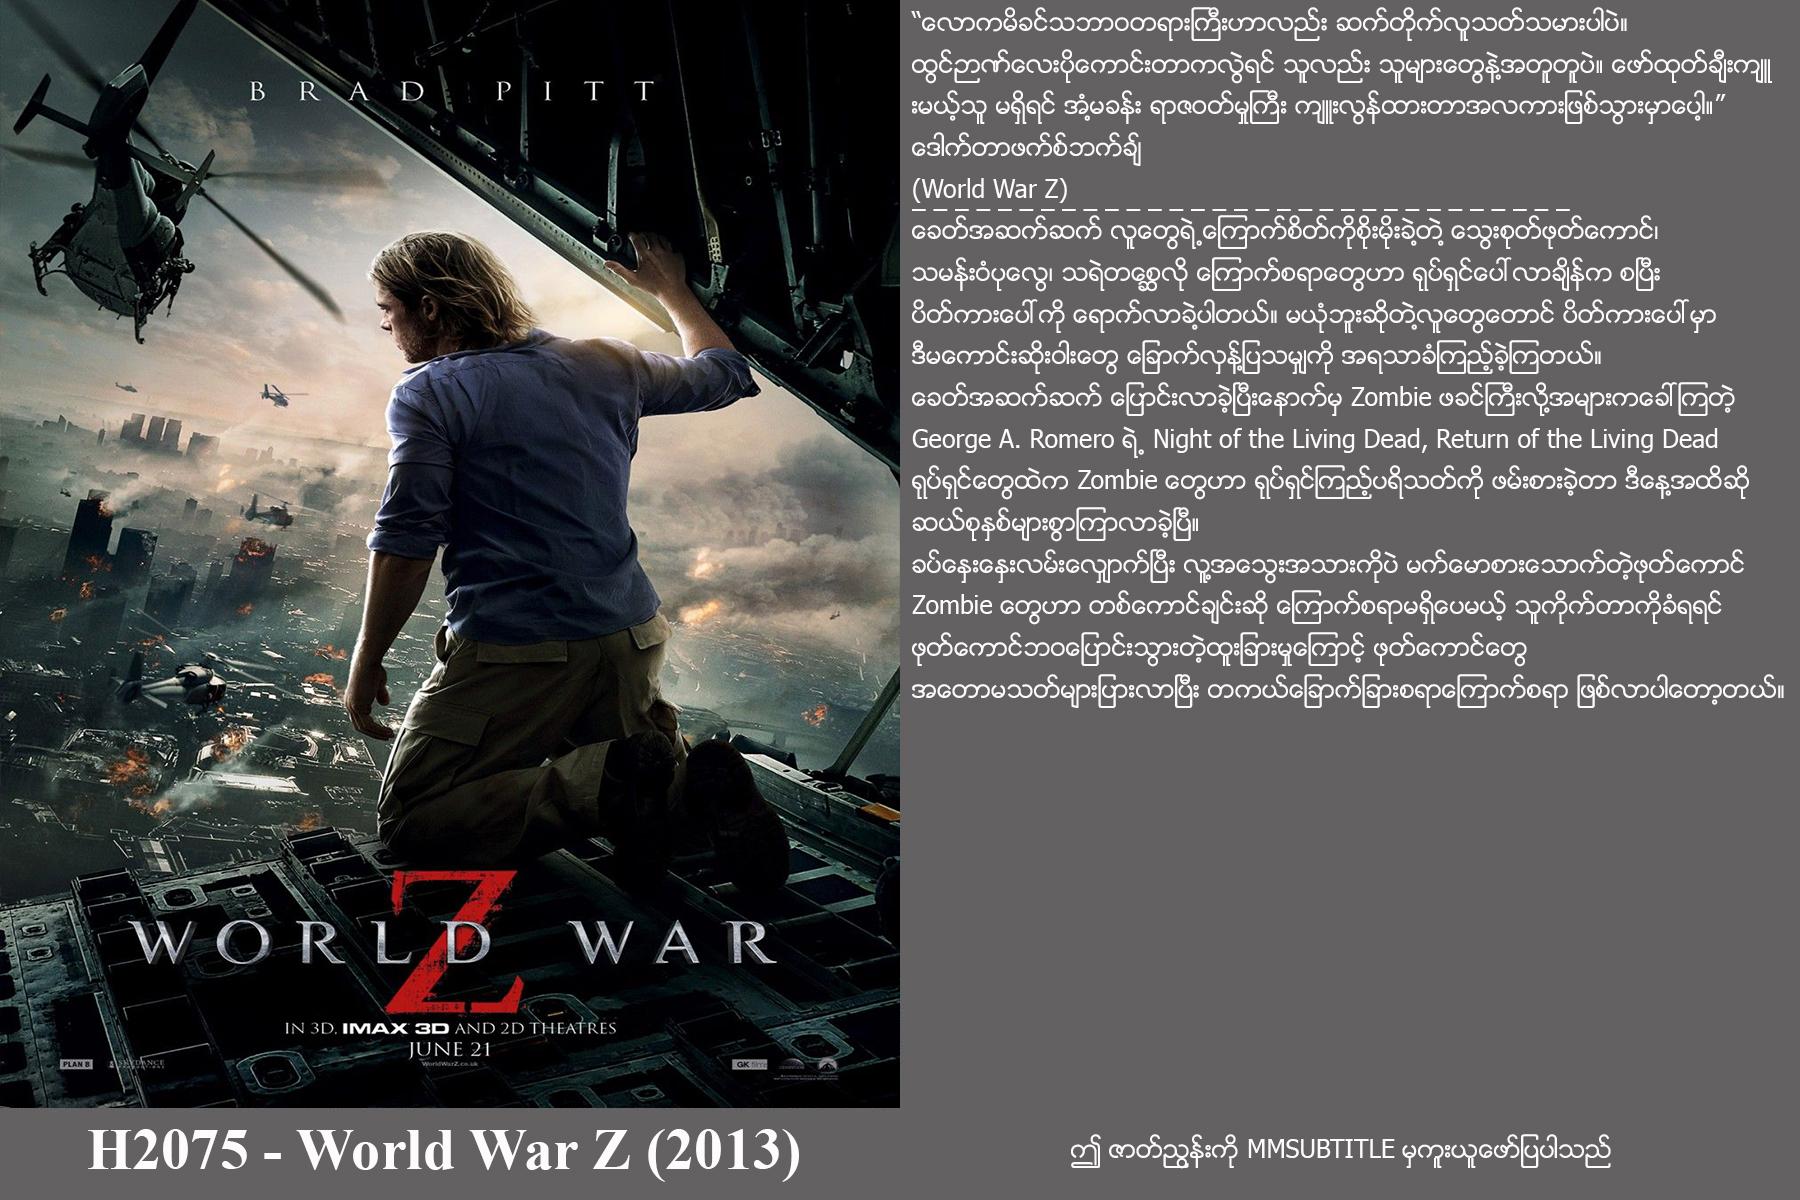 BRAD PITT
WORLD WAR
Z
IN 3D, IMAX 3D AND 2D THEATRES
JUNE 21
WorldWarZ.co.uk
PLAN B
SKYDANCE
GK films
H2075 - World War Z (2013)
“လောကမိခင်သဘာဝတရားကြီးဟာလည်း ဆက်တိုက်လူသတ်သမားပါပဲ။
ထွင်ဉာဏ်လေးပိုကောင်းတာကလွဲရင် သူလည်း သူများတွေနဲ့အတူတူပဲ။ ဖော်ထုတ်ချီးကျူ
းမယ့်သူ မရှိရင် အံ့မခန်း ရာဇဝတ်မှုကြီး ကျူးလွန်ထားတာအလကားဖြစ်သွားမှာပေါ့။”
ဒေါက်တာဖက်စ်ဘက်ချ်
(World War Z)
ခေတ်အဆက်ဆက် လူတွေရဲ့ကြောက်စိတ်ကိုစိုးမိုးခဲ့တဲ့ သွေးစုတ်ဖုတ်ကောင်၊
သမန်းဝံပုလွေ၊ သရဲတစ္ဆေလို ကြောက်စရာတွေဟာ ရုပ်ရှင်ပေါ်လာချိန်က စပြီး
ပိတ်ကားပေါ်ကို ရောက်လာခဲ့ပါတယ်။ မယုံဘူးဆိုတဲ့လူတွေတောင် ပိတ်ကားပေါ်မှာ
ဒီမကောင်းဆိုးဝါးတွေ ခြောက်လှန့်ပြသမျှကို အရသာခံကြည့်ခဲ့ကြတယ်။
ခေတ်အဆက်ဆက် ပြောင်းလာခဲ့ပြီးနောက်မှ Zombie ဖခင်ကြီးလို့အများကခေါ်ကြတဲ့
George A. Romero ရဲ့ Night of the Living Dead, Return of the Living Dead
ရုပ်ရှင်တွေထဲက Zombie တွေဟာ ရုပ်ရှင်ကြည့်ပရိသတ်ကို ဖမ်းစားခဲ့တာ ဒီနေ့အထိဆို
ဆယ်စုနှစ်များစွာကြာလာခဲ့ပြီ။
ခပ်နှေးနှေးလမ်းလျှောက်ပြီး လူ့အသွေးအသားကိုပဲ မက်မောစားသောက်တဲ့ဖုတ်ကောင်
Zombie တွေဟာ တစ်ကောင်ချင်းဆို ကြောက်စရာမရှိပေမယ့် သူကိုက်တာကိုခံရရင်
ဖုတ်ကောင်ဘဝပြောင်းသွားတဲ့ထူးခြားမှုကြောင့် ဖုတ်ကောင်တွေ
အတောမသတ်များပြားလာပြီး တကယ်ခြောက်ခြားစရာကြောက်စရာ ဖြစ်လာပါတော့တယ်။
ဤ ဇာတ်ညွှန်းကို MMSUBTITLE မှကူးယူဖော်ပြပါသည်